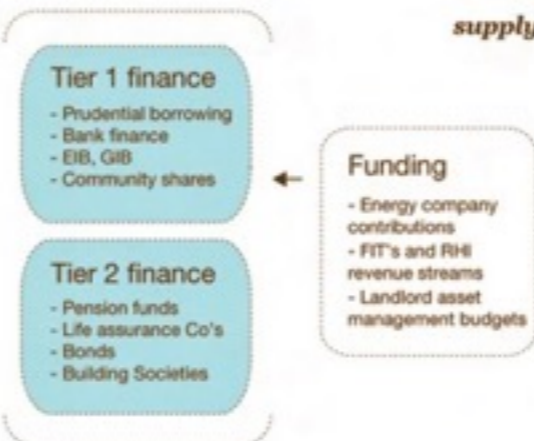 supply
Tier 1 finance
- Prudential borrowing
- Bank finance
- EIB, GIB
- Community shares
Funding
- Energy company
contributions
- FIT's and RHI
revenue streams
- Landlord asset
management budgets
Tier 2 finance
- Pension funds
- Life assurance Co's
- Bonds
- Building Societies